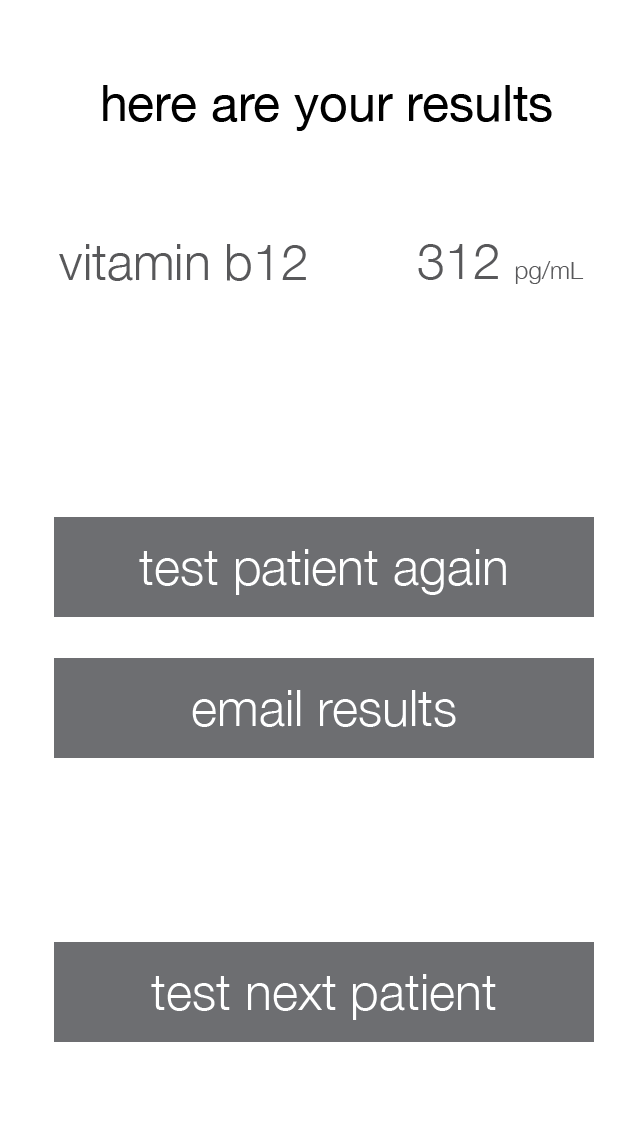 here are your results
vitamin b12 312 pg/mL
test patient again
email results
test next patient